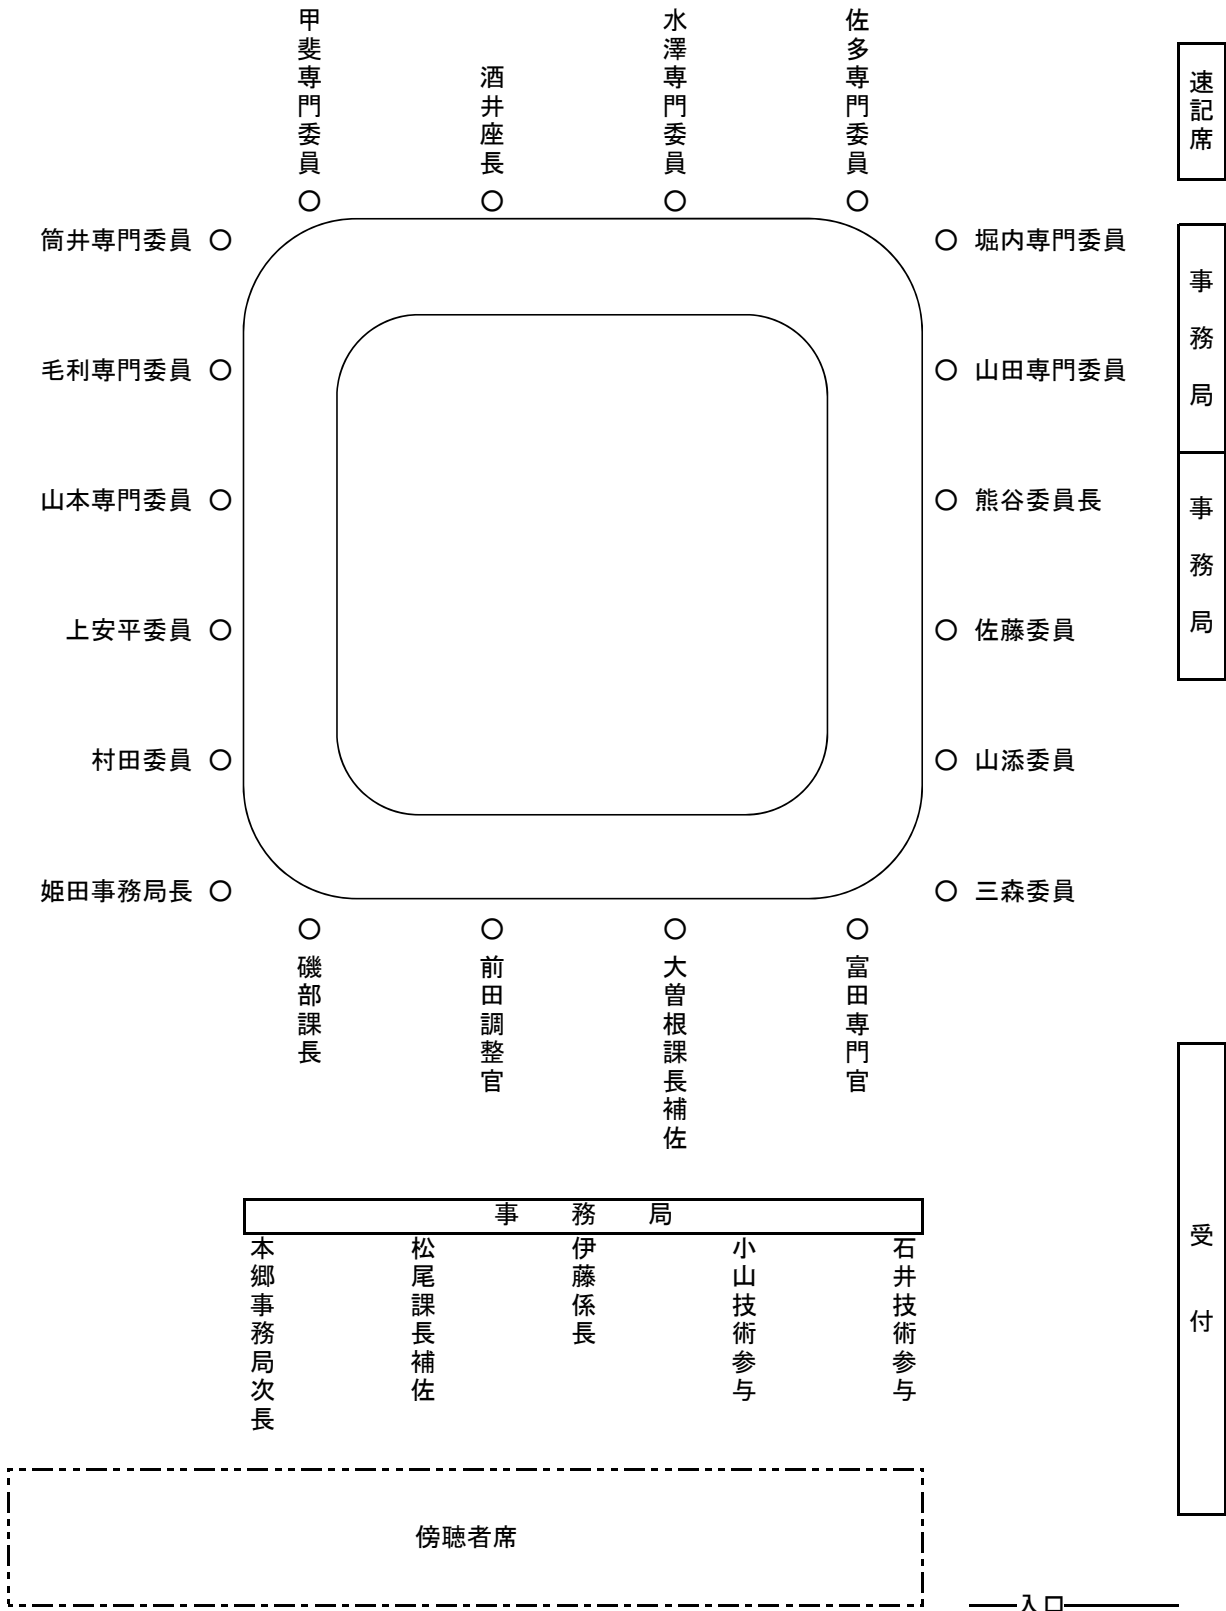 甲斐専門委員
酒井座長
水澤専門委員
佐多専門委員
速記席
筒井専門委員
堀内専門委員
事務局
毛利専門委員
山田専門委員
山本専門委員
熊谷委員長
事務局
上安平委員
佐藤委員
村田委員
山添委員
姫田事務局長
三森委員
磯部課長
前田調整官
大曽根課長補佐
富田専門官
事務局
本郷事務局次長
松尾課長補佐
伊藤係長
小山技術参与
石井技術参与
受付
傍聴者席
入口